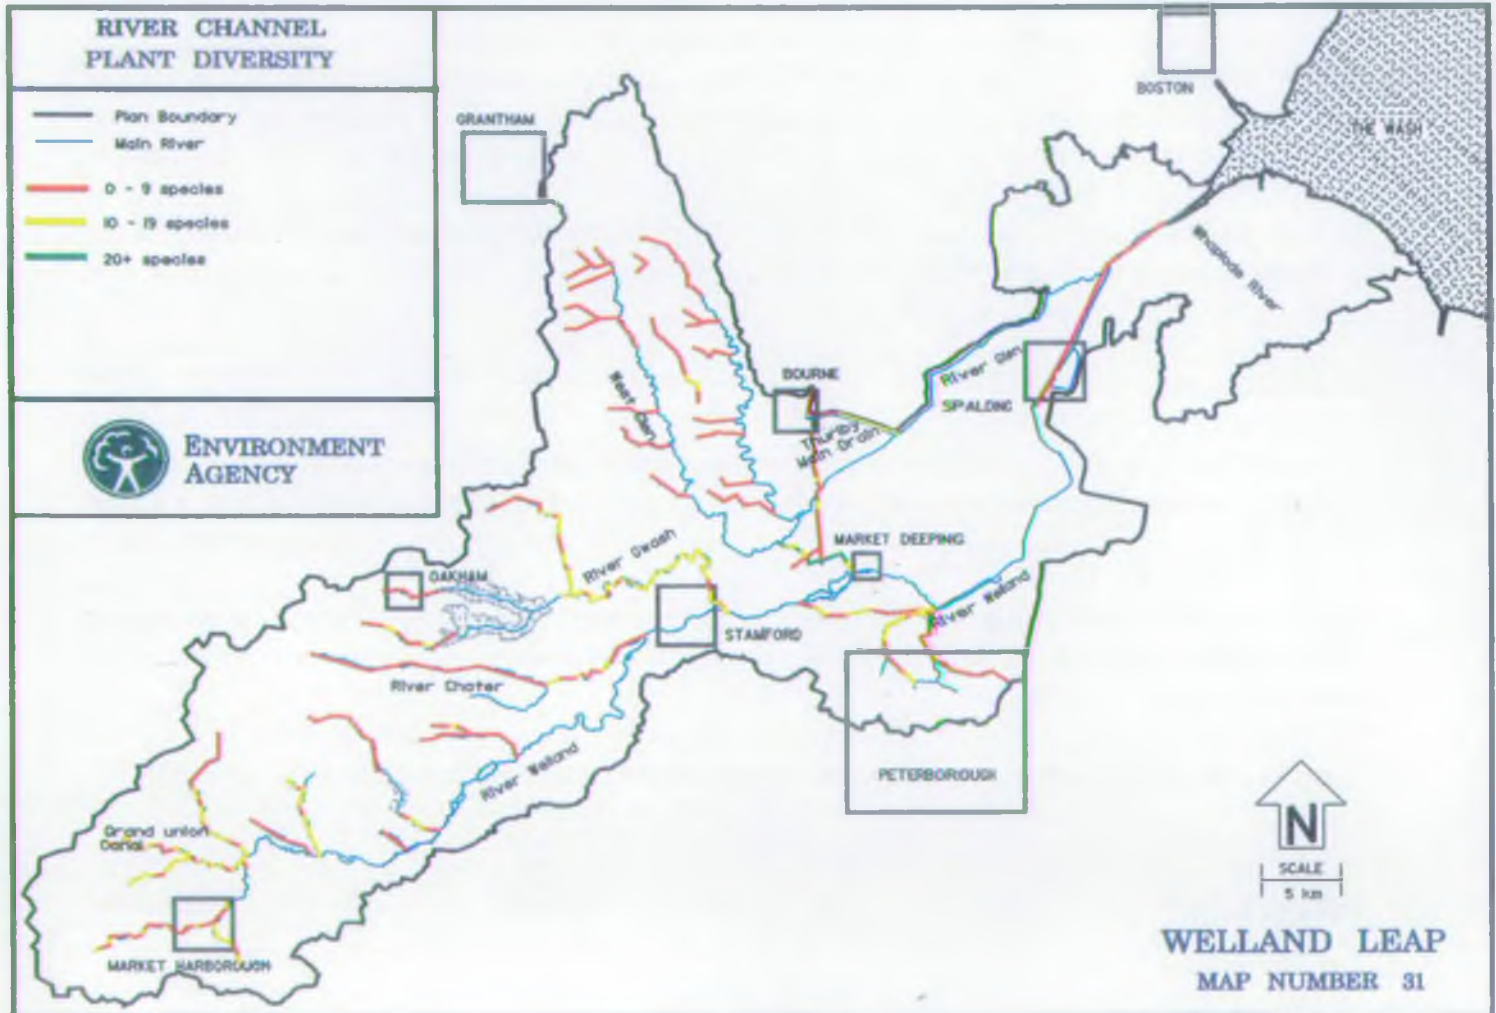 RIVER CHANNEL
PLANT DIVERSITY
Plan Boundary
Main River
0 - 9 species
10 - 19 species
20+ species
ENVIRONMENT
AGENCY
GRANTHAM
BOSTON
THE WASH
Whaplode River
BOURNE
River Glen
SPALDING
West Glen
Thurlby
Main Drain
MARKET DEEPING
River Gwash
OAKHAM
River Welland
STAMFORD
River Chater
PETERBOROUGH
River Welland
Grand union
Canal
MARKET HARBOROUGH
N
SCALE
5 km
WELLAND LEAP
MAP NUMBER 31